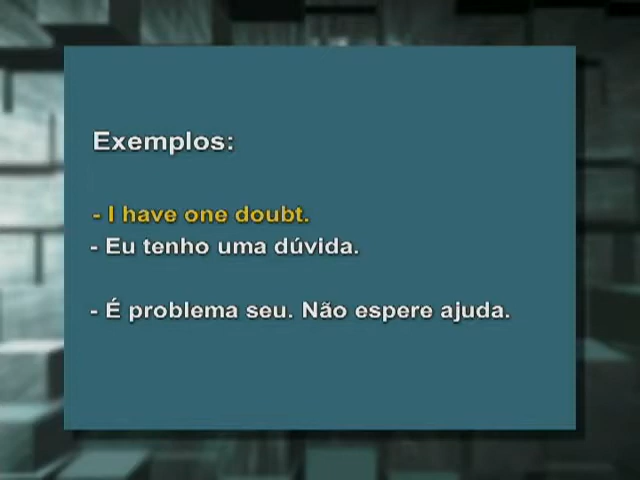 Exemplos:
- I have one doubt.
- Eu tenho uma dúvida.
- É problema seu. Não espere ajuda.